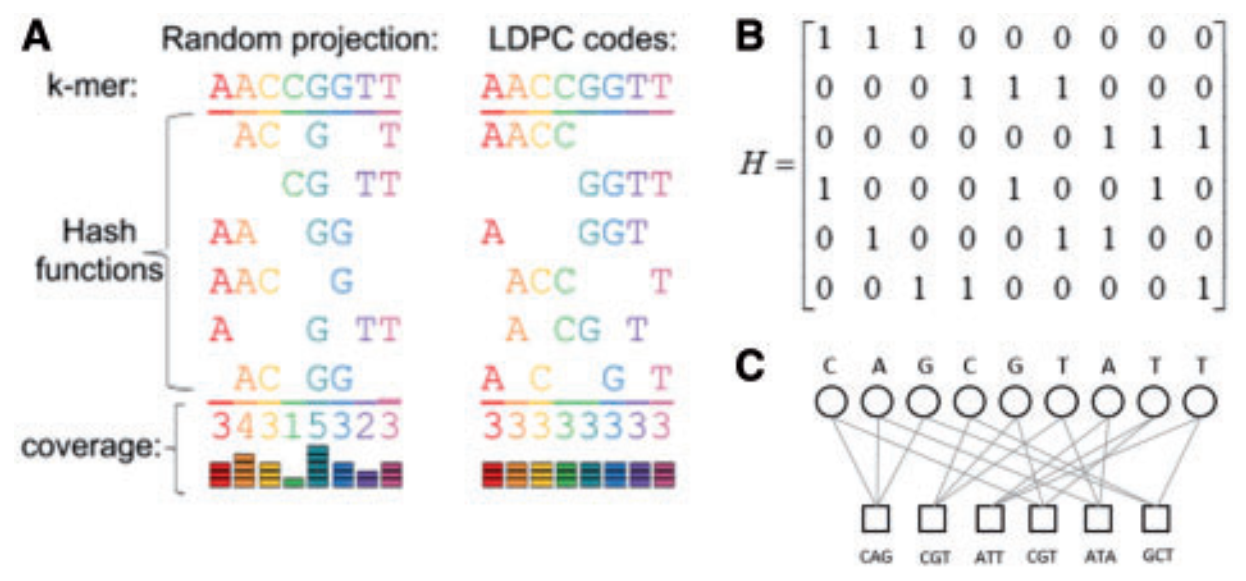 A
Random projection:
LDPC codes:
k-mer:
AACCGGTT
AACCGGTT
Hash functions
AC G T
CG TT
AA GG
AAC G
A G TT
AC GG
AACC
GGTT
A GGT
ACC T
A CG T
A C G T
coverage:
34315323
33333333
B
H =
1 1 1 0 0 0 0 0 0
0 0 0 1 1 1 0 0 0
0 0 0 0 0 0 1 1 1
1 0 0 0 1 0 0 1 0
0 1 0 0 0 1 1 0 0
0 0 1 1 0 0 0 0 1
C
C A G C G T A T T
CAG CGT ATT CGT ATA GCT